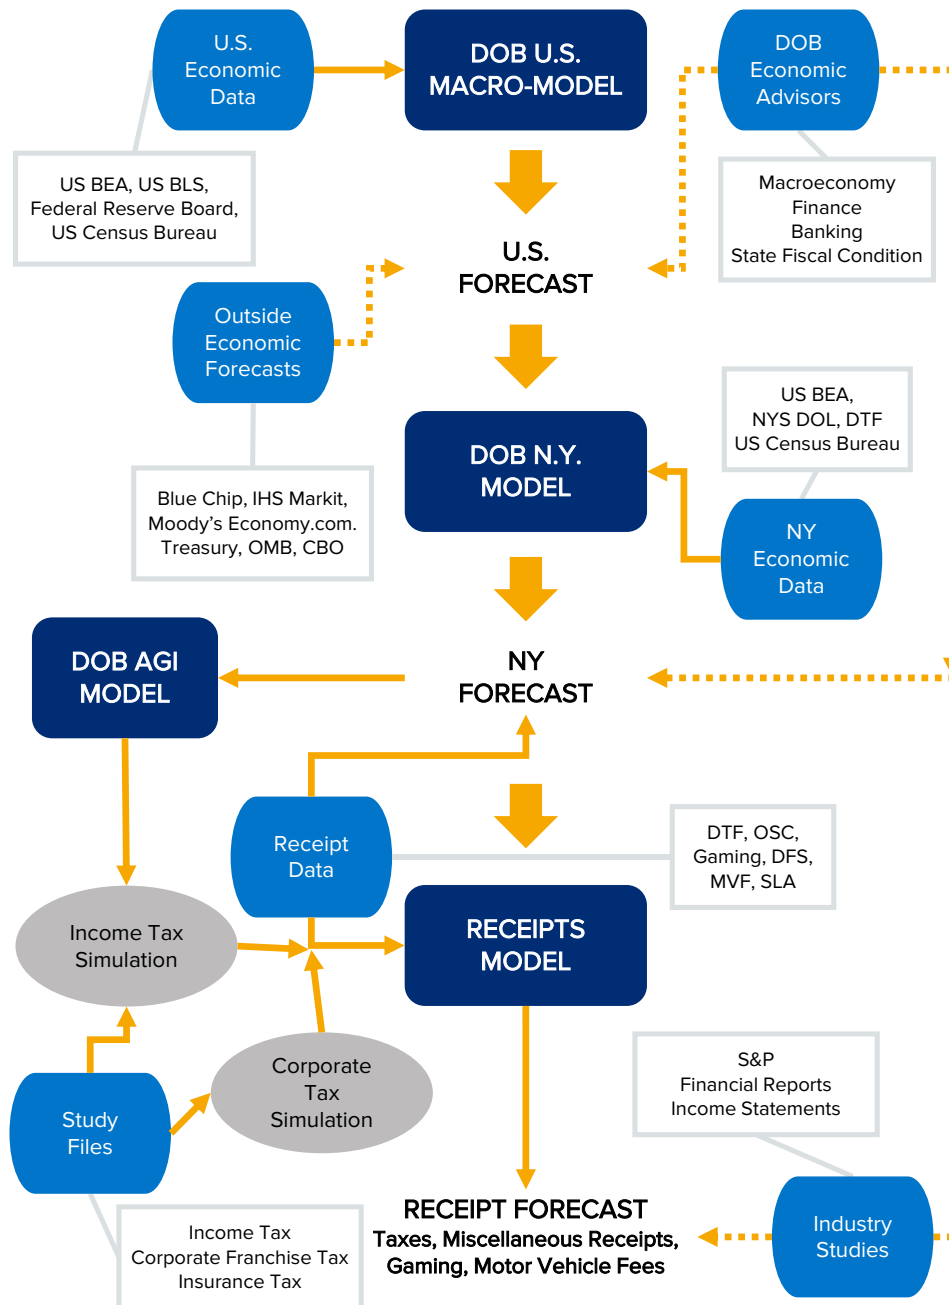 U.S.
Economic
Data
DOB U.S.
MACRO-MODEL
DOB
Economic
Advisors
US BEA, US BLS,
Federal Reserve Board,
US Census Bureau
Macroeconomy
Finance
Banking
State Fiscal Condition
U.S.
FORECAST
Outside
Economic
Forecasts
US BEA,
NYS DOL, DTF
US Census Bureau
DOB N.Y.
MODEL
Blue Chip, IHS Markit,
Moody’s Economy.com.
Treasury, OMB, CBO
NY
Economic
Data
DOB AGI
MODEL
NY
FORECAST
Receipt
Data
DTF, OSC,
Gaming, DFS,
MVF, SLA
Income Tax
Simulation
RECEIPTS
MODEL
Corporate
Tax
Simulation
S&P
Financial Reports
Income Statements
Study
Files
RECEIPT FORECAST
Taxes, Miscellaneous Receipts,
Gaming, Motor Vehicle Fees
Industry
Studies
Income Tax
Corporate Franchise Tax
Insurance Tax